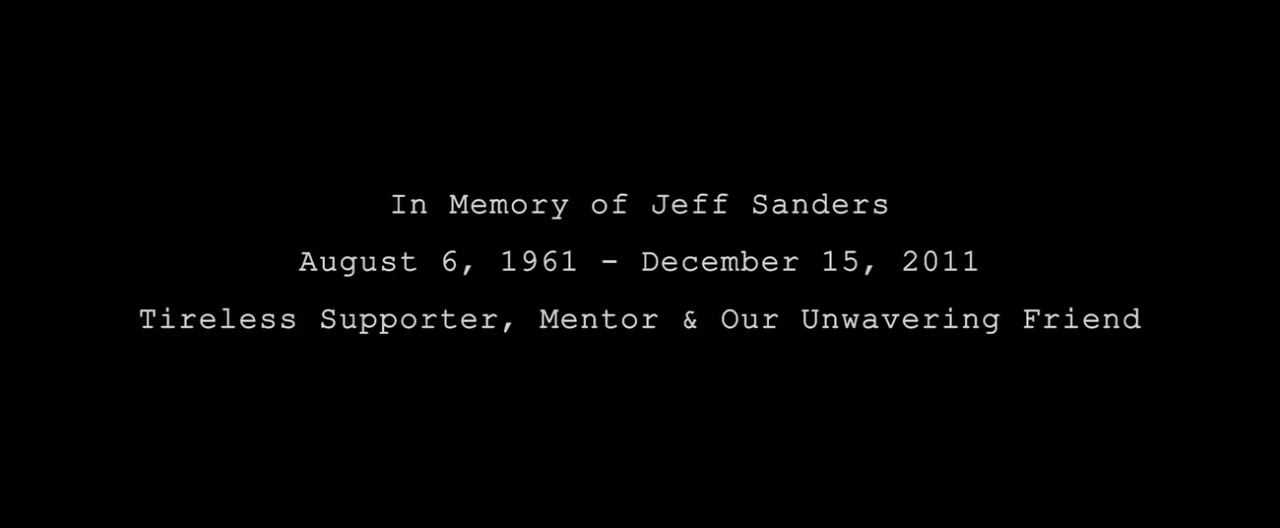 In Memory of Jeff Sanders
August 6, 1961 - December 15, 2011
Tireless Supporter, Mentor & Our Unwavering Friend